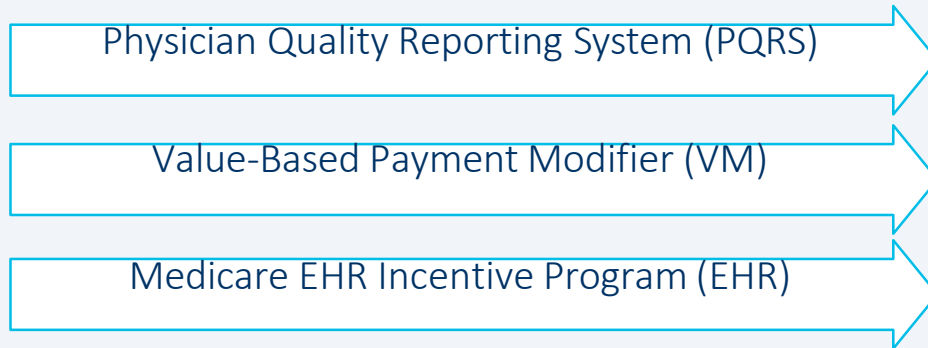 Physician Quality Reporting System (PQRS)
Value-Based Payment Modifier (VM)
Medicare EHR Incentive Program (EHR)